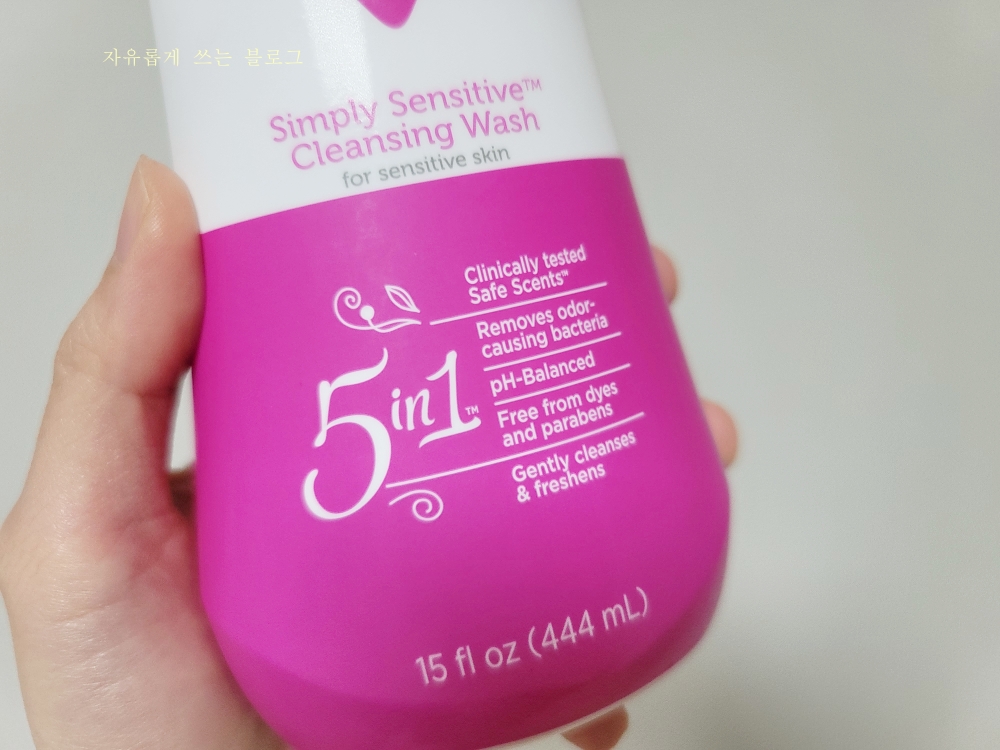 자유롭게 쓰는 블로그
Simply Sensitive™
Cleansing Wash
for sensitive skin
Clinically tested
Safe Scents™
Removes odor-
causing bacteria
pH-Balanced
Free from dyes
and parabens
Gently cleanses
& freshens
5in1™
15 fl oz (444 mL)